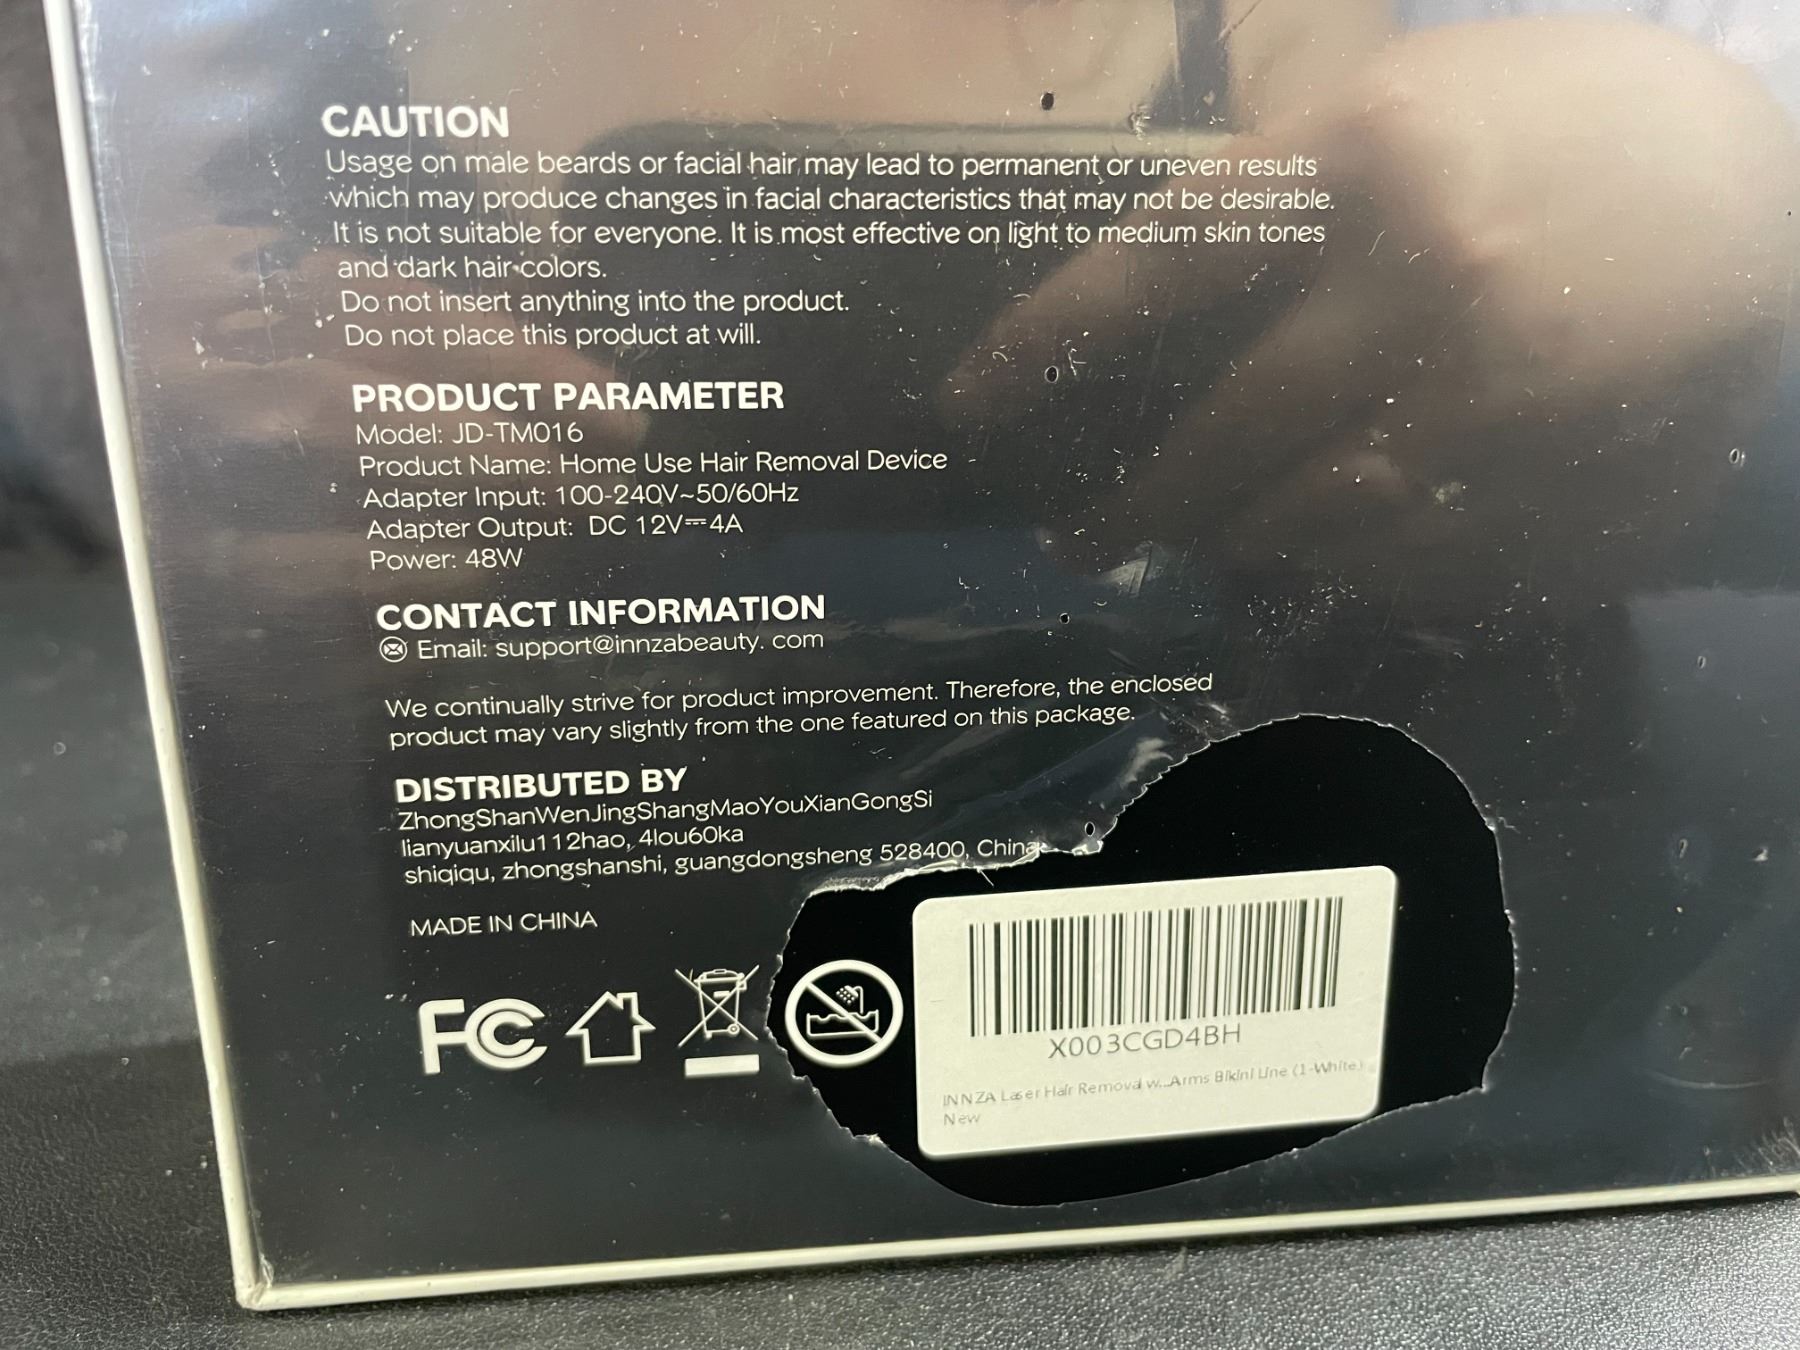 CAUTION
Usage on male beards or facial hair may lead to permanent or uneven results
which may produce changes in facial characteristics that may not be desirable.
It is not suitable for everyone. It is most effective on light to medium skin tones
and dark hair colors.
Do not insert anything into the product.
Do not place this product at will.
PRODUCT PARAMETER
Model: JD-TM016
Product Name: Home Use Hair Removal Device
Adapter Input: 100-240V~50/60Hz
Adapter Output: DC 12V⎓4A
Power: 48W
CONTACT INFORMATION
Email: support@innzabeauty. com
We continually strive for product improvement. Therefore, the enclosed
product may vary slightly from the one featured on this package.
DISTRIBUTED BY
ZhongShanWenJingShangMaoYouXianGongSi
lianyuanxilu112hao, 4lou60ka
shiqiqu, zhongshanshi, guangdongsheng 528400, China
MADE IN CHINA
FC
X003CGD4BH
INNZA Laser Hair Removal w...Arms Bikini Line (1-White)
New